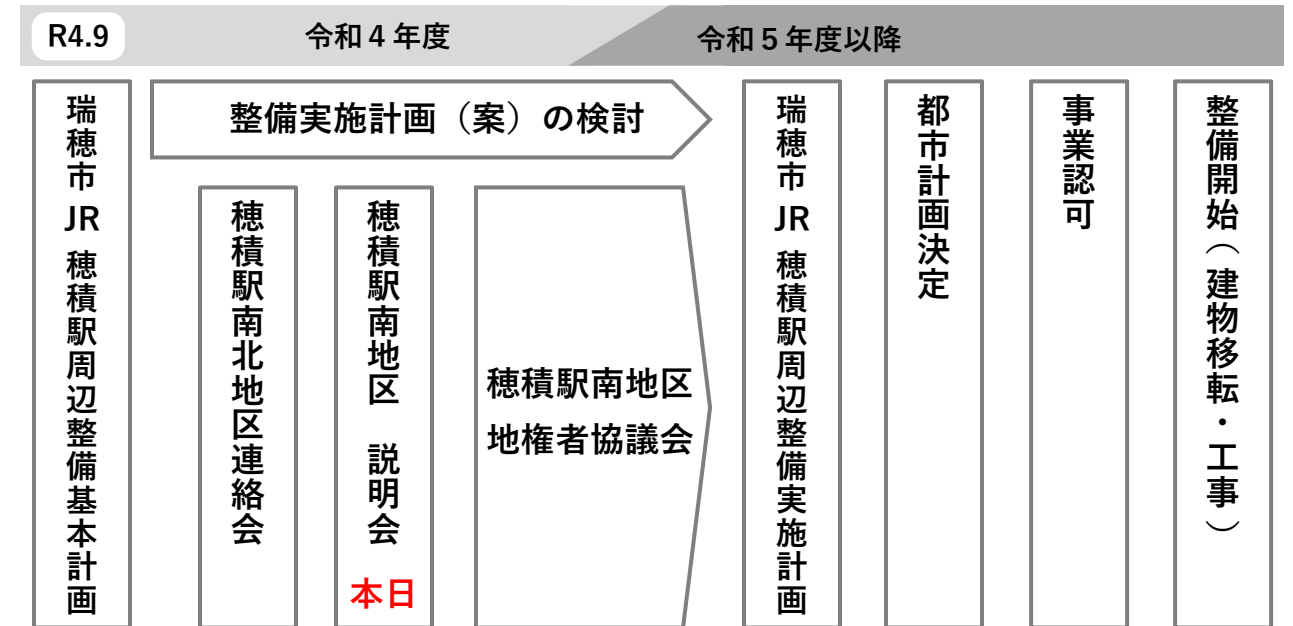 R4.9
令和４年度
令和５年度以降
瑞穂市JR穂積駅周辺整備基本計画
整備実施計画（案）の検討
穂積駅南北地区連絡会
穂積駅南地区　説明会
本日
穂積駅南地区
地権者協議会
瑞穂市JR穂積駅周辺整備実施計画
都市計画決定
事業認可
整備開始（建物移転・工事）